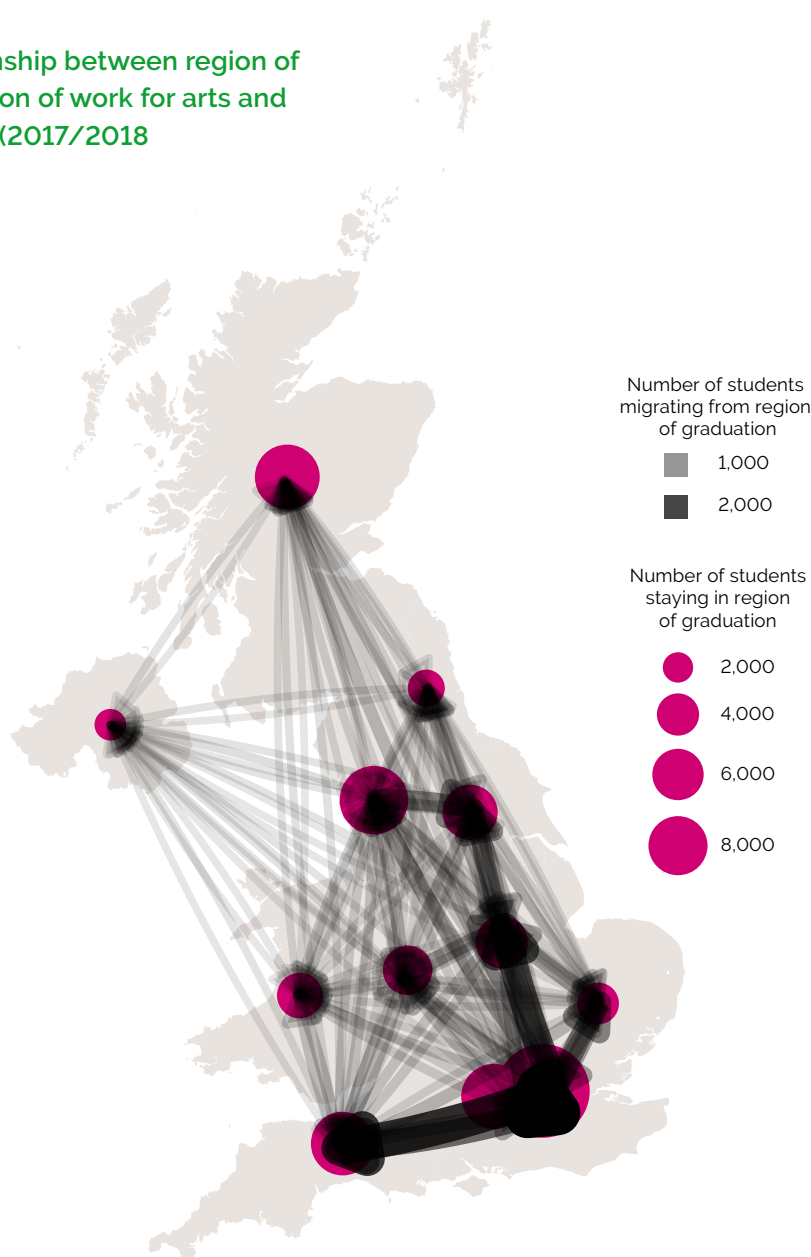 ship between region of
on of work for arts and
(2017/2018
Number of students
migrating from region
of graduation
1,000
2,000
Number of students
staying in region
of graduation
2,000
4,000
6,000
8,000